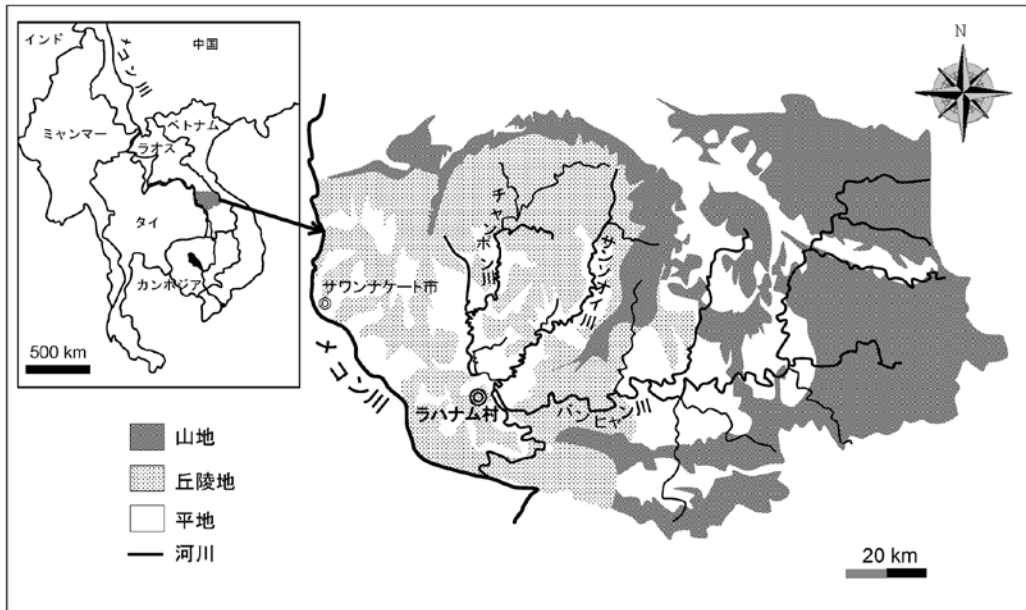 インド
中国
メコン川
ミャンマー
ベトナム
ラオス
タイ
カンボジア
500 km
N
チャンポン川
サンソイ川
サワンナケート市
メコン川
ラハナム村
バンヒャン川
山地
丘陵地
平地
河川
20 km